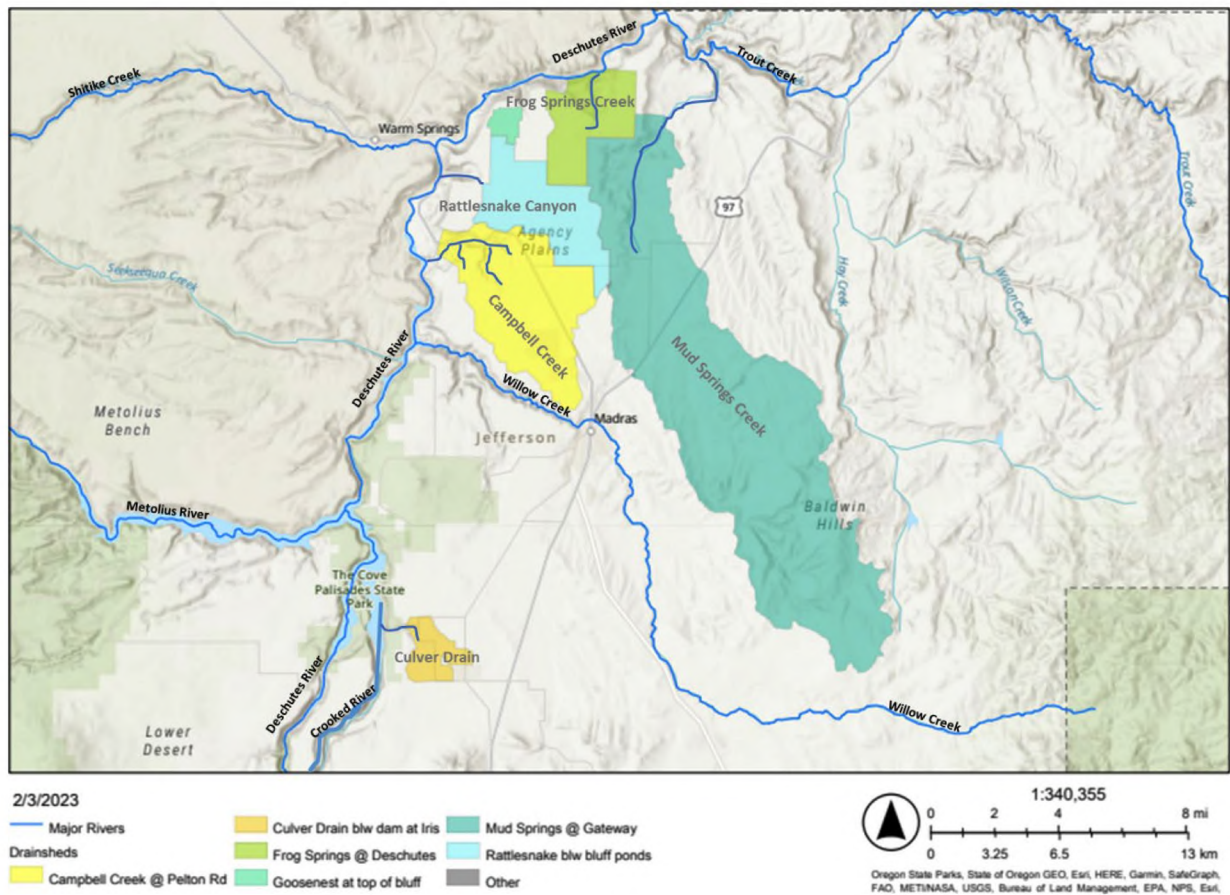 Deschutes River
Shitike Creek
Trout Creek
Frog Springs Creek
Warm Springs
Trout Creek
Rattlesnake Canyon
97
Agency
Plains
Seeksequa Creek
Hay Creek
Wilson Creek
Campbell Creek
Deschutes River
Mud Springs Creek
Willow Creek
Metolius
Bench
Madras
Jefferson
Metolius River
Baldwin
Hills
The Cove
Palisades State
Park
Culver Drain
Deschutes River
Crooked River
Willow Creek
Lower
Desert
2/3/2023
Major Rivers
Drainsheds
Campbell Creek @ Pelton Rd
Culver Drain blw dam at Iris
Frog Springs @ Deschutes
Goosenest at top of bluff
Mud Springs @ Gateway
Rattlesnake blw bluff ponds
Other
1:340,355
0 2 4 8 mi
0 3.25 6.5 13 km
Oregon State Parks, State of Oregon GEO, Esri, HERE, Garmin, SafeGraph,
FAO, METI/NASA, USGS, Bureau of Land Management, EPA, NPS, Esri,